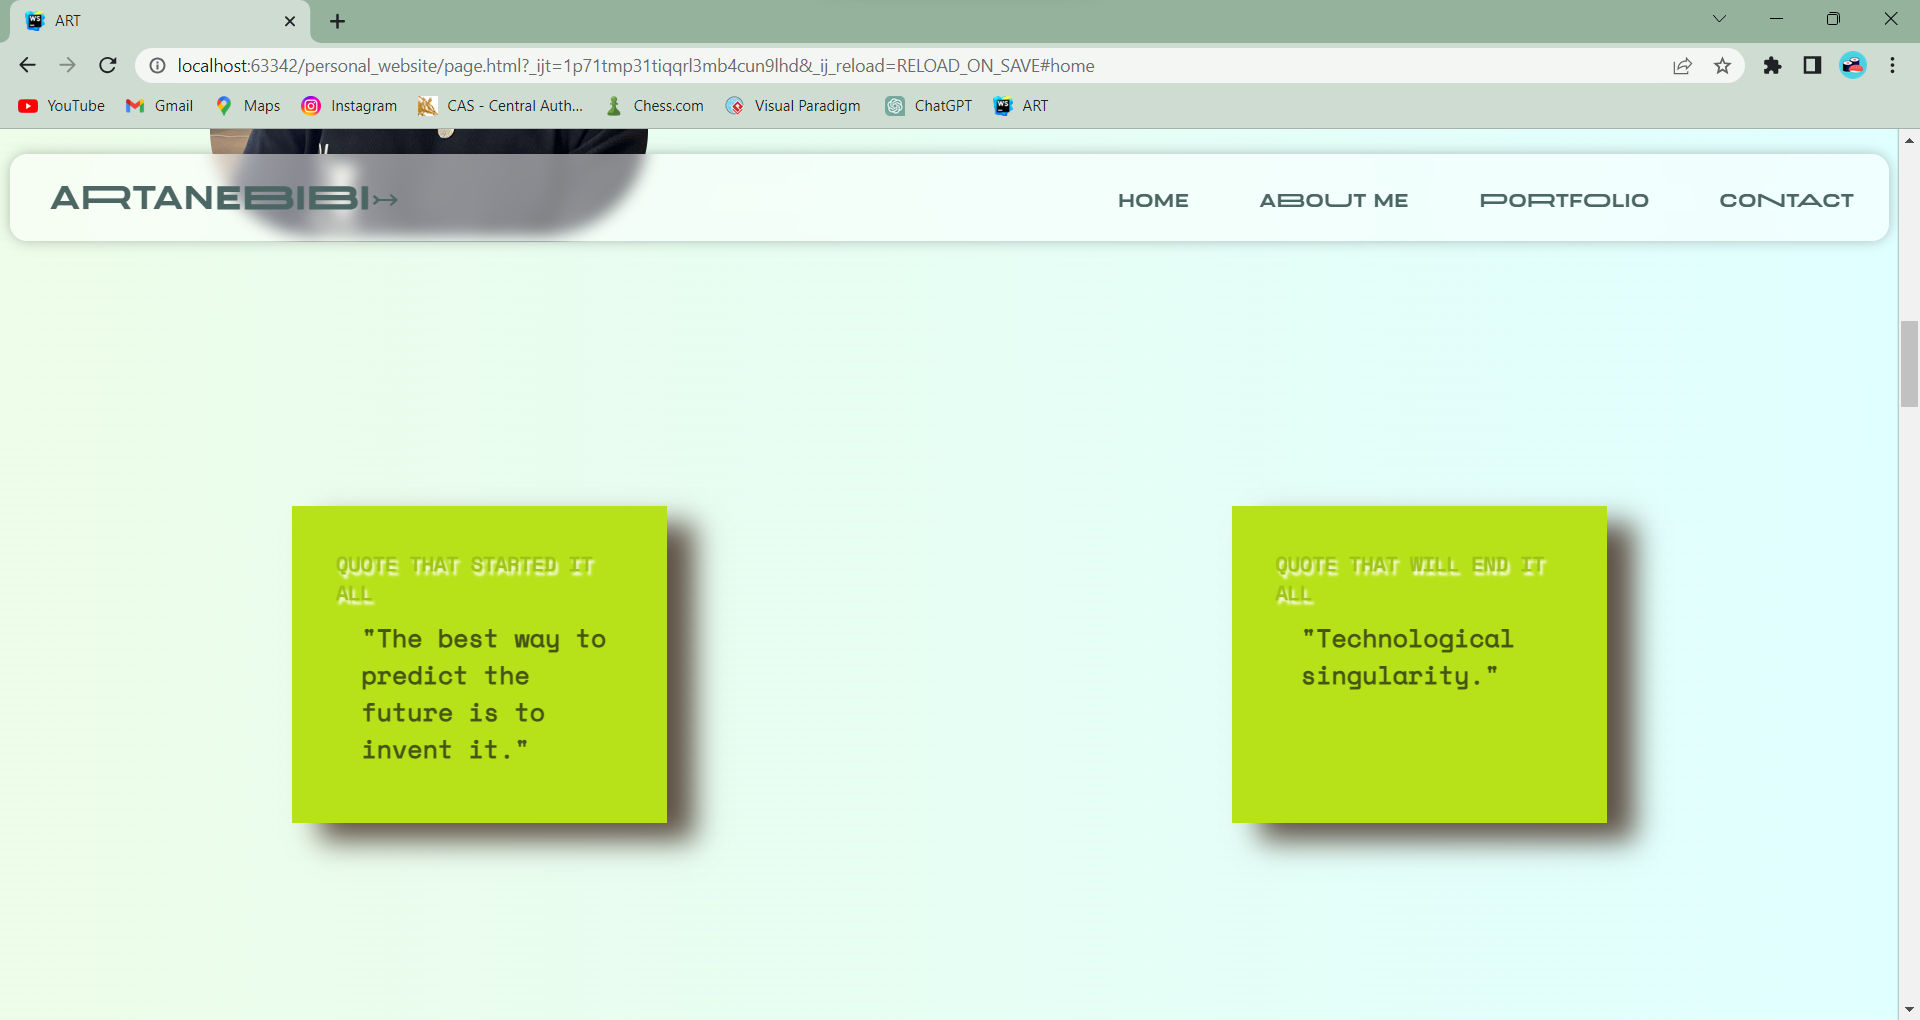 ART
localhost:63342/personal_website/page.html?_ijt=1p71tmp31tiqqrl3mb4cun9lhd&_ij_reload=RELOAD_ON_SAVE#home
YouTube Gmail Maps Instagram CAS - Central Auth... Chess.com Visual Paradigm ChatGPT ART
ARTANEBIBI
HOME ABOUT ME PORTFOLIO CONTACT
QUOTE THAT STARTED IT
ALL
"The best way to
predict the
future is to
invent it."
QUOTE THAT WILL END IT
ALL
"Technological
singularity."